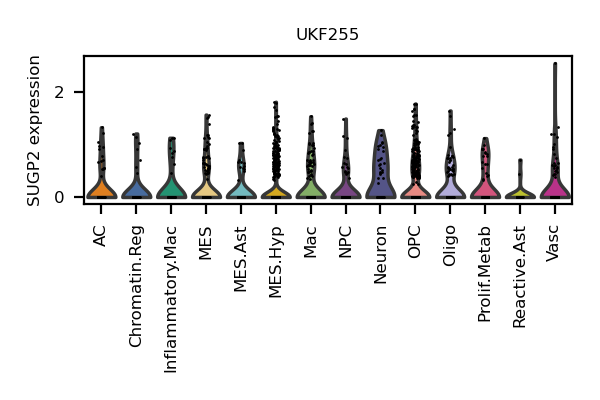 UKF255
SUGP2 expression
2
0
AC
Chromatin.Reg
Inflammatory.Mac
MES
MES.Ast
MES.Hyp
Mac
NPC
Neuron
OPC
Oligo
Prolif.Metab
Reactive.Ast
Vasc